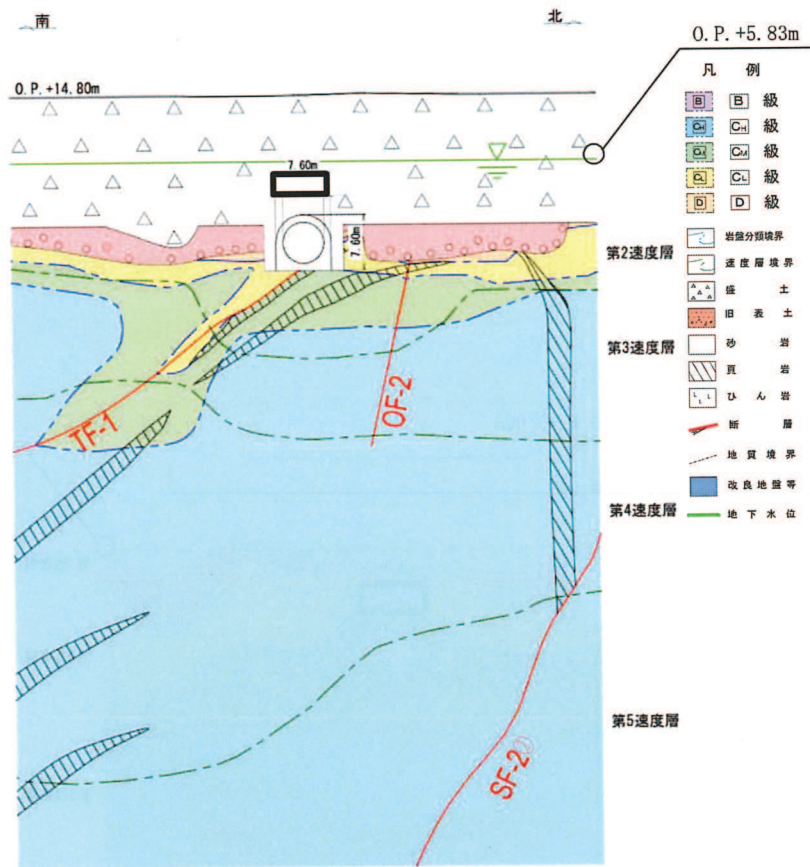 南
北
O.P.+5.83m
O.P.+14.80m
7.60m
7.60m
TF-1
OF-2
SF-2①
第2速度層
第3速度層
第4速度層
第5速度層
凡 例
B B 級
CH CH 級
CM CM 級
CL CL 級
D D 級
岩盤分類境界
速度層境界
盛 土
旧表土
砂 岩
頁 岩
ひん岩
断 層
地質境界
改良地盤等
地下水位